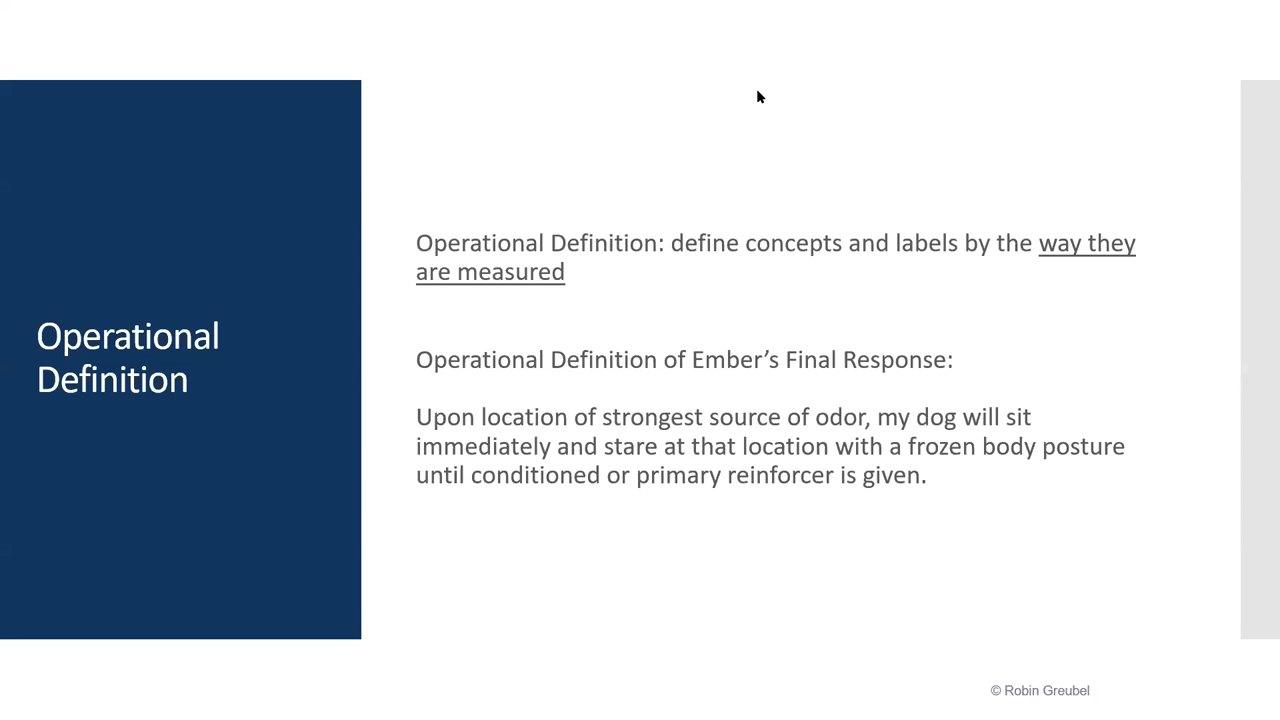 Operational
Definition
Operational Definition: define concepts and labels by the way they
are measured
Operational Definition of Ember’s Final Response:
Upon location of strongest source of odor, my dog will sit
immediately and stare at that location with a frozen body posture
until conditioned or primary reinforcer is given.
© Robin Greubel